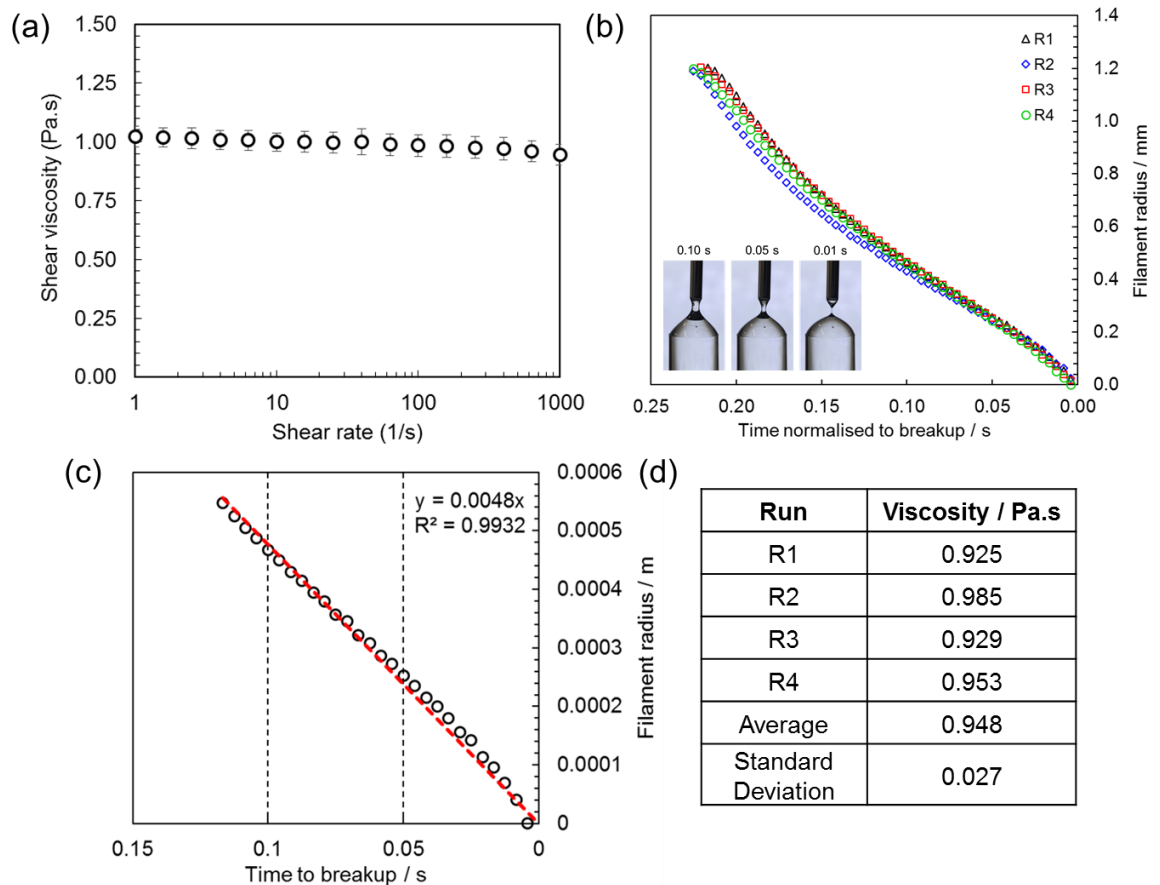 (a)
1.50
1.25
1.00
0.75
0.50
0.25
0.00
Shear viscosity (Pa.s)
1 10 100 1000
Shear rate (1/s)
(b)
1.4
1.2
1.0
0.8
0.6
0.4
0.2
0.0
Filament radius / mm
R1
R2
R3
R4
0.10 s 0.05 s 0.01 s
0.25 0.20 0.15 0.10 0.05 0.00
Time normalised to breakup / s
(c)
0.0006
0.0005
0.0004
0.0003
0.0002
0.0001
0
Filament radius / m
y = 0.0048x
R² = 0.9932
0.15 0.1 0.05 0
Time to breakup / s
(d)
Run Viscosity / Pa.s
R1 0.925
R2 0.985
R3 0.929
R4 0.953
Average 0.948
Standard
Deviation 0.027